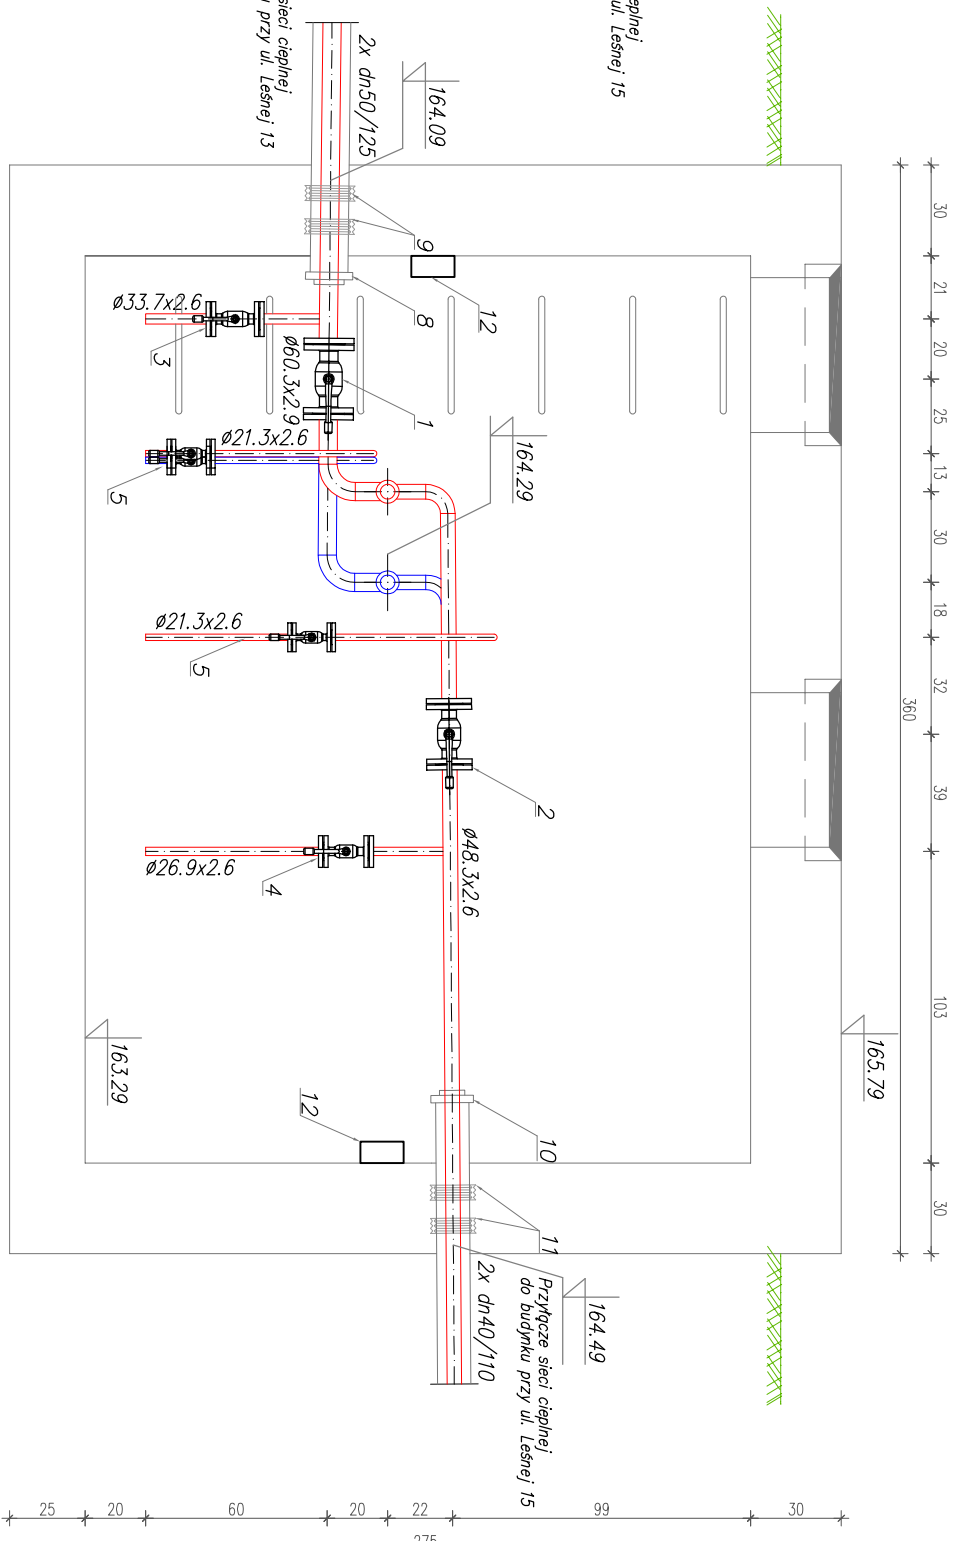 ieplnej
ul. Leśnej 15
sieci cieplnej
przy ul. Leśnej 13
2x dn50/125
164.09
9
8
12
Ø33.7x2.6
3
Ø60.3x2.9
1
Ø21.3x2.6
5
164.29
Ø21.3x2.6
5
2
Ø48.3x2.6
Ø26.9x2.6
4
163.29
165.79
12
10
11
Przyłącze sieci cieplnej
do budynku przy ul. Leśnej 15
164.49
2x dn40/110
30
21
20
25
13
30
18
32
39
103
30
360
25
20
60
20
22
99
30
275